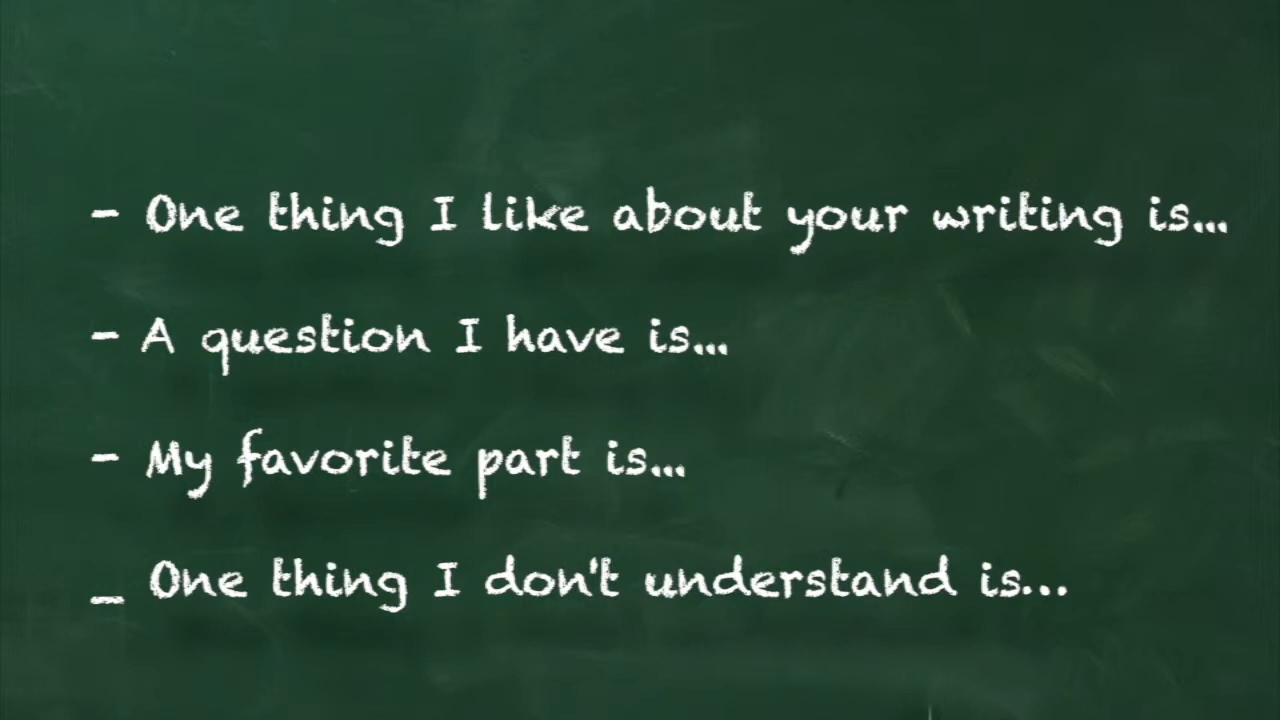 - One thing I like about your writing is...
- A question I have is...
- My favorite part is...
_ One thing I don't understand is...